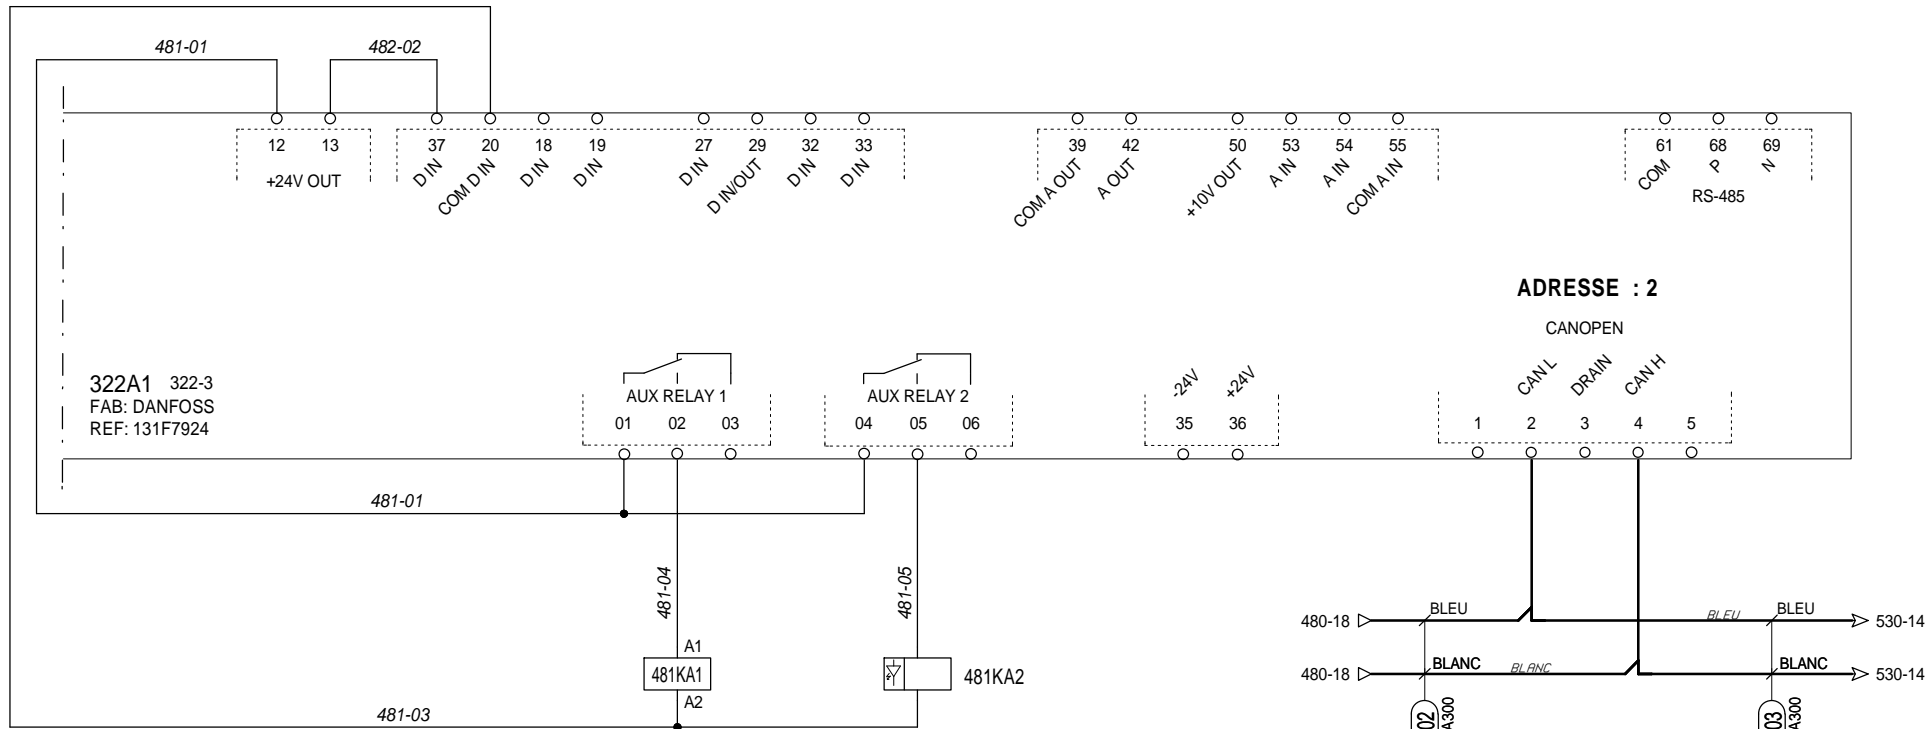 481-01
482-02
12 13
+24V OUT
37 20 18 19 27 29 32 33
D IN
COM D IN
D IN
D IN
D IN
D IN/OUT
D IN
D IN
39 42 50 53 54 55
COM A OUT
A OUT
+10V OUT
A IN
A IN
COM A IN
61 68 69
COM
P
N
RS-485
ADRESSE : 2
CANOPEN
322A1 322-3
FAB: DANFOSS
REF: 131F7924
AUX RELAY 1
01 02 03
AUX RELAY 2
04 05 06
-24V
+24V
35 36
CAN L
DRAIN
CAN H
1 2 3 4 5
481-01
481-04
481-05
A1
481KA1
A2
481KA2
481-03
480-18
BLEU
BLEU
BLEU
530-14
480-18
BLANC
BLANC
BLANC
530-14
02
A300
03
A300